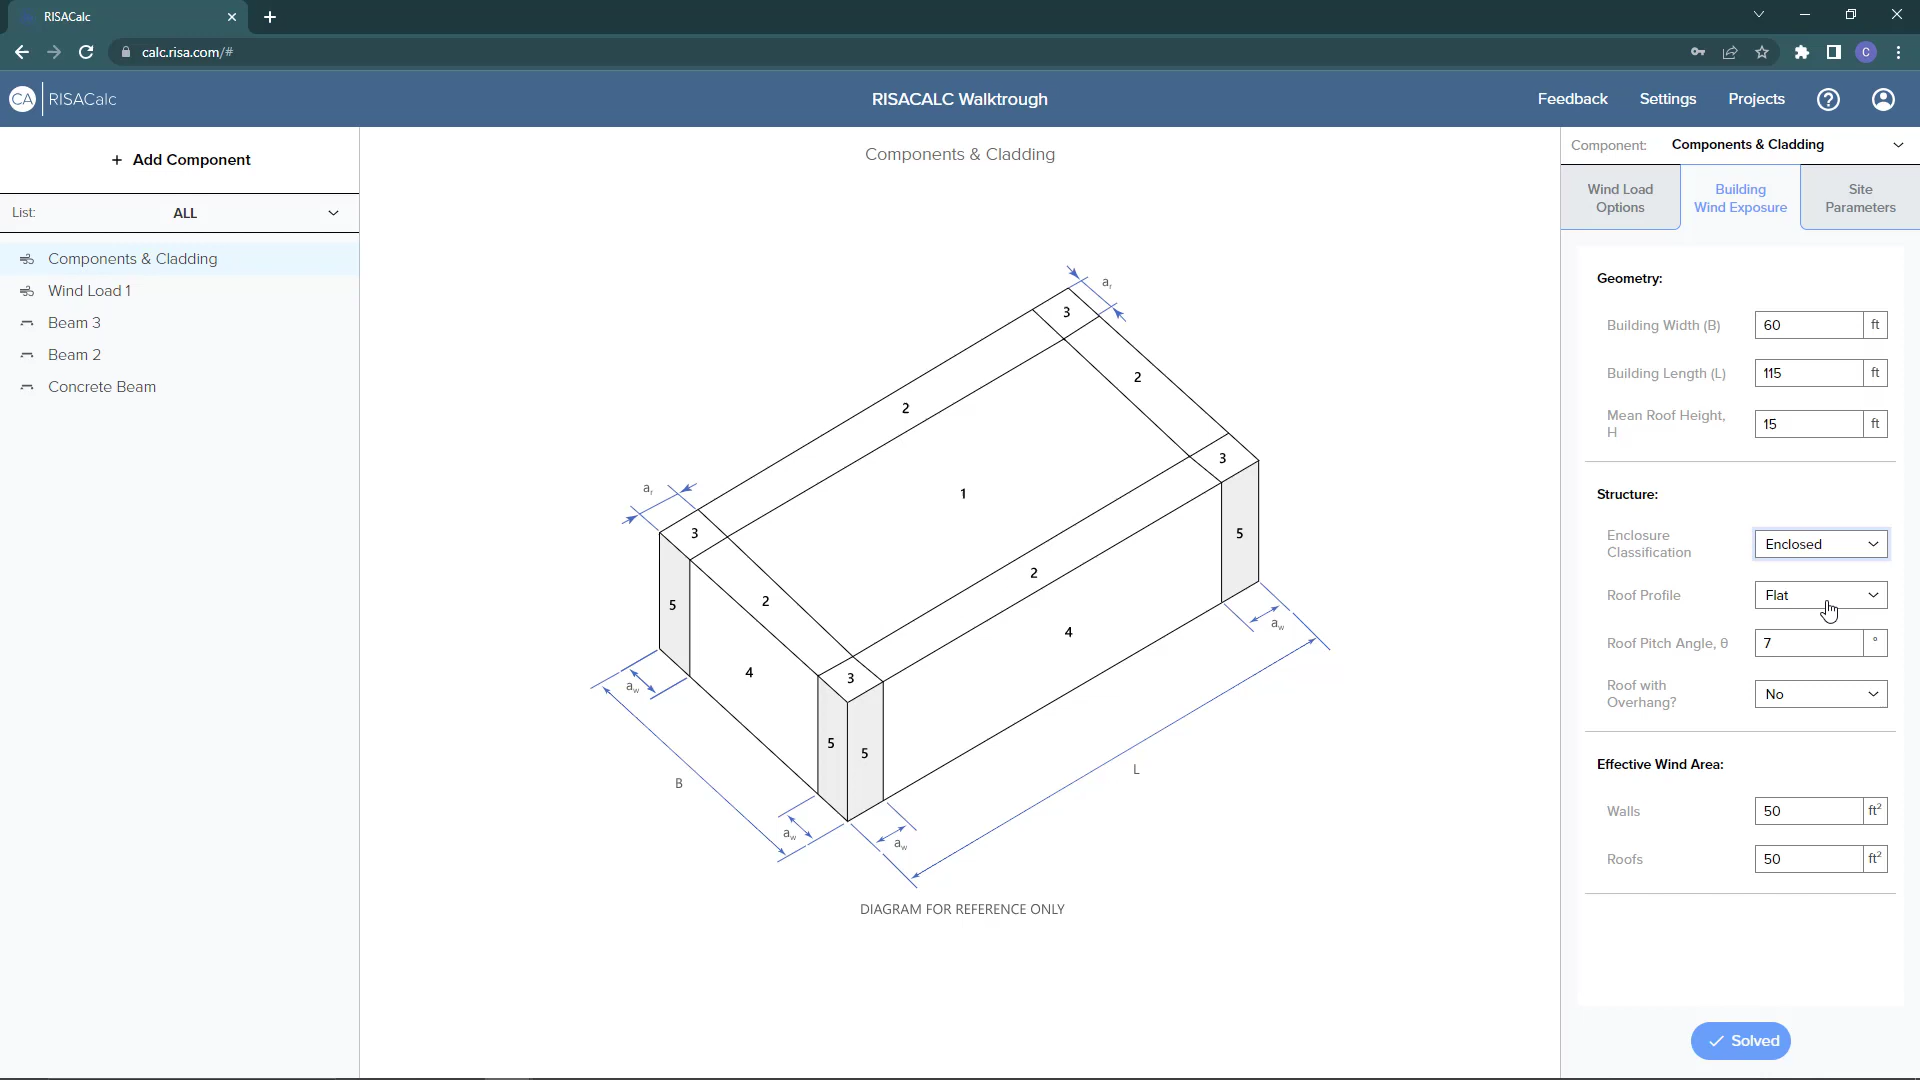 RISACalc
calc.risa.com/#
C
CA RISACalc
RISACALC Walktrough
Feedback
Settings
Projects
?
+ Add Component
List:
ALL
Components & Cladding
Wind Load 1
Beam 3
Beam 2
Concrete Beam
Components & Cladding
ar
3
2
2
3
ar
1
3
5
2
5
2
4
aw
4
3
aw
5
5
L
B
aw
aw
DIAGRAM FOR REFERENCE ONLY
Component: Components & Cladding
Wind Load
Options
Building
Wind Exposure
Site
Parameters
Geometry:
Building Width (B) 60 ft
Building Length (L) 115 ft
Mean Roof Height,
H
15 ft
Structure:
Enclosure
Classification
Enclosed
Roof Profile Flat
Roof Pitch Angle, θ 7 °
Roof with
Overhang?
No
Effective Wind Area:
Walls 50 ft²
Roofs 50 ft²
Solved